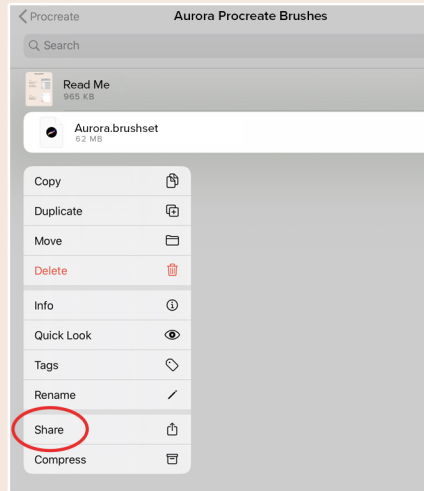 Procreate
Aurora Procreate Brushes
Search
Read Me
965 KB
Aurora.brushset
62 MB
Copy
Duplicate
Move
Delete
Info
Quick Look
Tags
Rename
Share
Compress